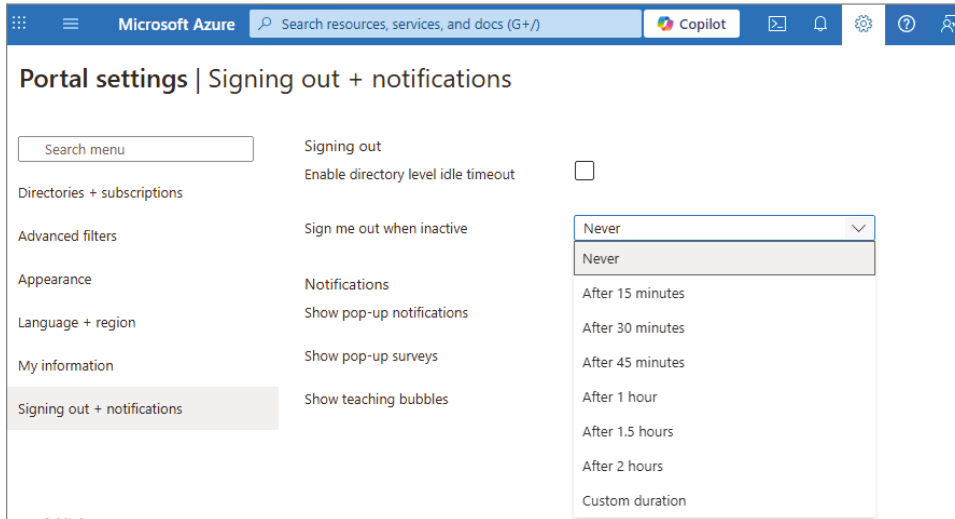 Microsoft Azure
Search resources, services, and docs (G+/)
Copilot
Portal settings | Signing out + notifications
Search menu
Directories + subscriptions
Advanced filters
Appearance
Language + region
My information
Signing out + notifications
Signing out
Enable directory level idle timeout
Sign me out when inactive
Never
Never
After 15 minutes
After 30 minutes
After 45 minutes
After 1 hour
After 1.5 hours
After 2 hours
Custom duration
Notifications
Show pop-up notifications
Show pop-up surveys
Show teaching bubbles